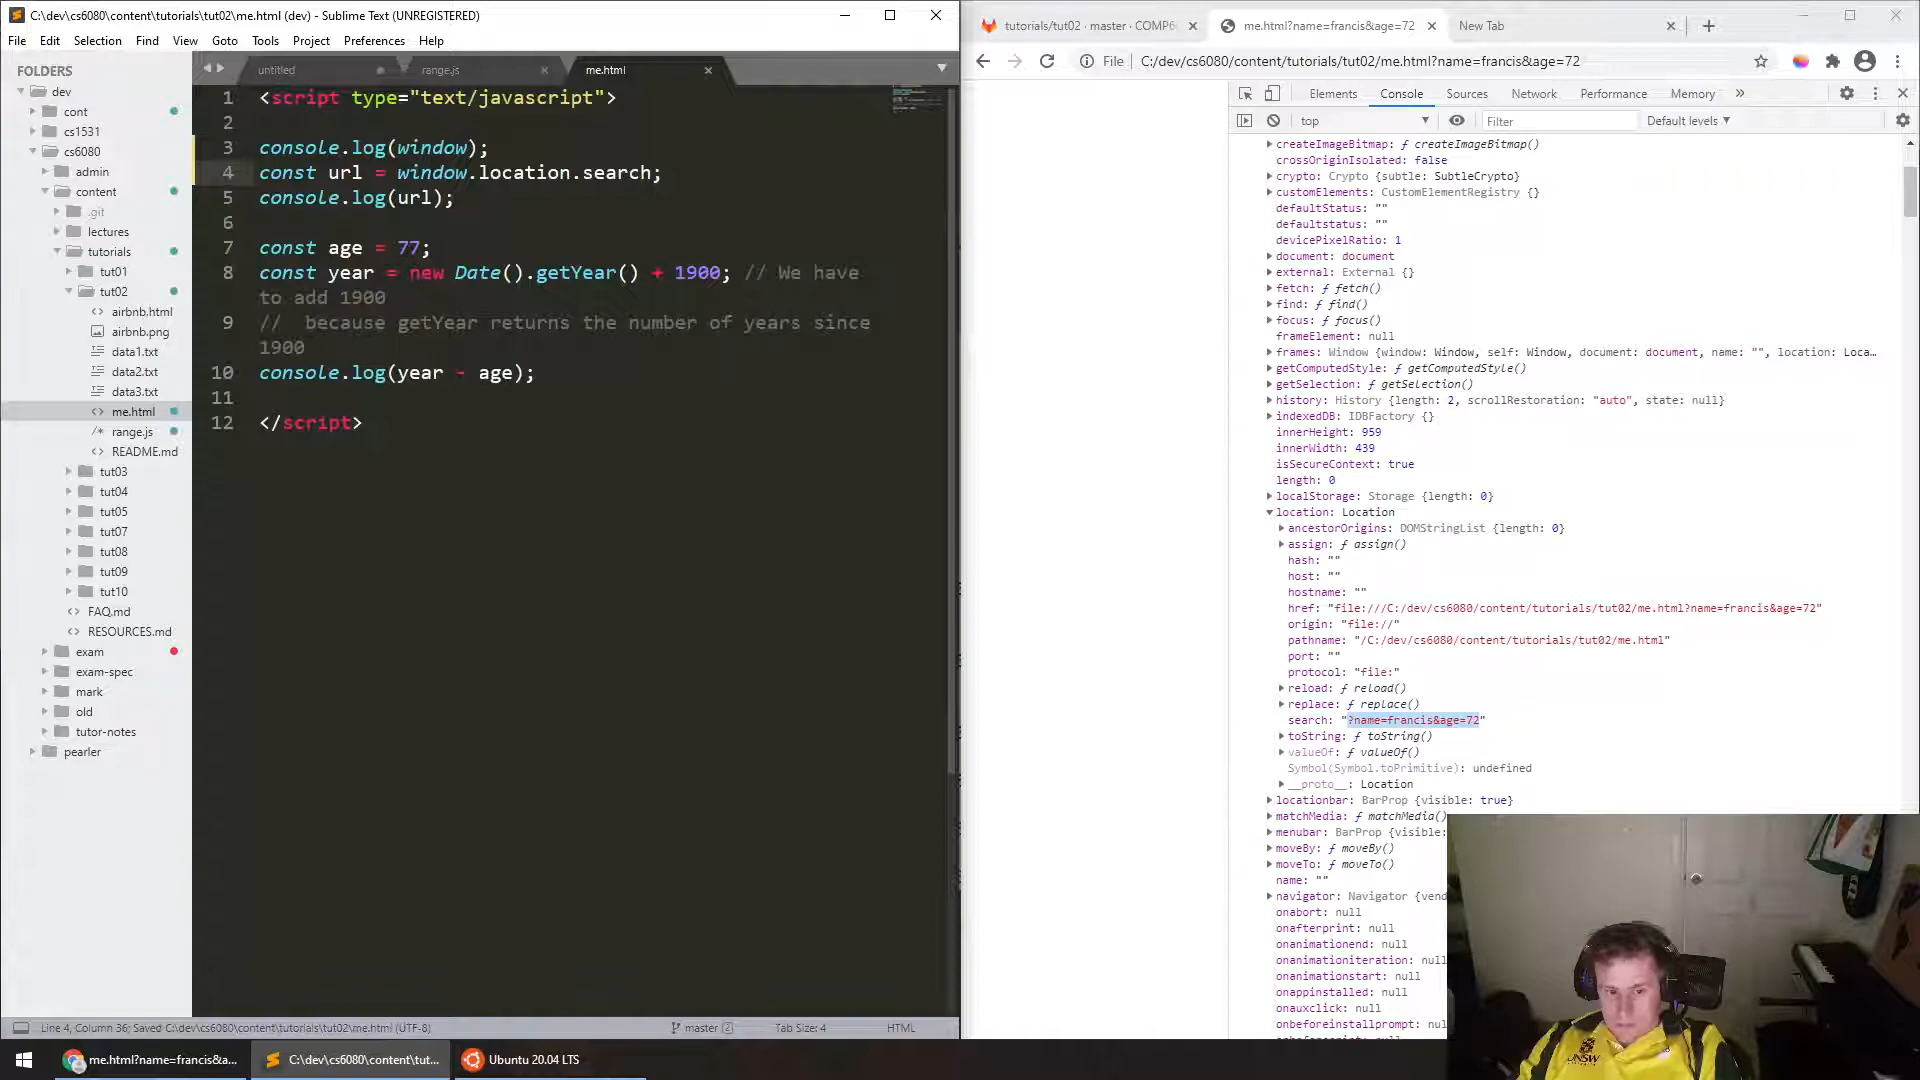 C:\dev\cs6080\content\tutorials\tut02\me.html (dev) - Sublime Text (UNREGISTERED)
File Edit Selection Find View Goto Tools Project Preferences Help
FOLDERS
dev
cont
cs1531
cs6080
admin
content
.git
lectures
tutorials
tut01
tut02
airbnb.html
airbnb.png
data1.txt
data2.txt
data3.txt
me.html
range.js
README.md
tut03
tut04
tut05
tut07
tut08
tut09
tut10
FAQ.md
RESOURCES.md
exam
exam-spec
mark
old
tutor-notes
pearler
untitled range.js me.html
1 <script type="text/javascript">
2
3 console.log(window);
4 const url = window.location.search;
5 console.log(url);
6
7 const age = 77;
8 const year = new Date().getYear() + 1900; // We have
to add 1900
9 //  because getYear returns the number of years since
1900
10 console.log(year - age);
11
12 </script>
Line 4, Column 36; Saved C:\dev\cs6080\content\tutorials\tut02\me.html (UTF-8) master 2 Tab Size: 4 HTML
tutorials/tut02 · master · COMP6 me.html?name=francis&age=72 New Tab
File C:/dev/cs6080/content/tutorials/tut02/me.html?name=francis&age=72
Elements Console Sources Network Performance Memory »
top Filter Default levels
createImageBitmap: ƒ createImageBitmap()
crossOriginIsolated: false
crypto: Crypto {subtle: SubtleCrypto}
customElements: CustomElementRegistry {}
defaultStatus: ""
defaultstatus: ""
devicePixelRatio: 1
document: document
external: External {}
fetch: ƒ fetch()
find: ƒ find()
focus: ƒ focus()
frameElement: null
frames: Window {window: Window, self: Window, document: document, name: "", location: Loca…
getComputedStyle: ƒ getComputedStyle()
getSelection: ƒ getSelection()
history: History {length: 2, scrollRestoration: "auto", state: null}
indexedDB: IDBFactory {}
innerHeight: 959
innerWidth: 439
isSecureContext: true
length: 0
localStorage: Storage {length: 0}
location: Location
ancestorOrigins: DOMStringList {length: 0}
assign: ƒ assign()
hash: ""
host: ""
hostname: ""
href: "file:///C:/dev/cs6080/content/tutorials/tut02/me.html?name=francis&age=72"
origin: "file://"
pathname: "/C:/dev/cs6080/content/tutorials/tut02/me.html"
port: ""
protocol: "file:"
reload: ƒ reload()
replace: ƒ replace()
search: "?name=francis&age=72"
toString: ƒ toString()
valueOf: ƒ valueOf()
Symbol(Symbol.toPrimitive): undefined
__proto__: Location
locationbar: BarProp {visible: true}
matchMedia: ƒ matchMedia()
menubar: BarProp {visible:
moveBy: ƒ moveBy()
moveTo: ƒ moveTo()
name: ""
navigator: Navigator {vend
onabort: null
onafterprint: null
onanimationend: null
onanimationiteration: null
onanimationstart: null
onappinstalled: null
onauxclick: null
onbeforeinstallprompt: nul
UNSW
me.html?name=francis&a... C:\dev\cs6080\content\tut... Ubuntu 20.04 LTS